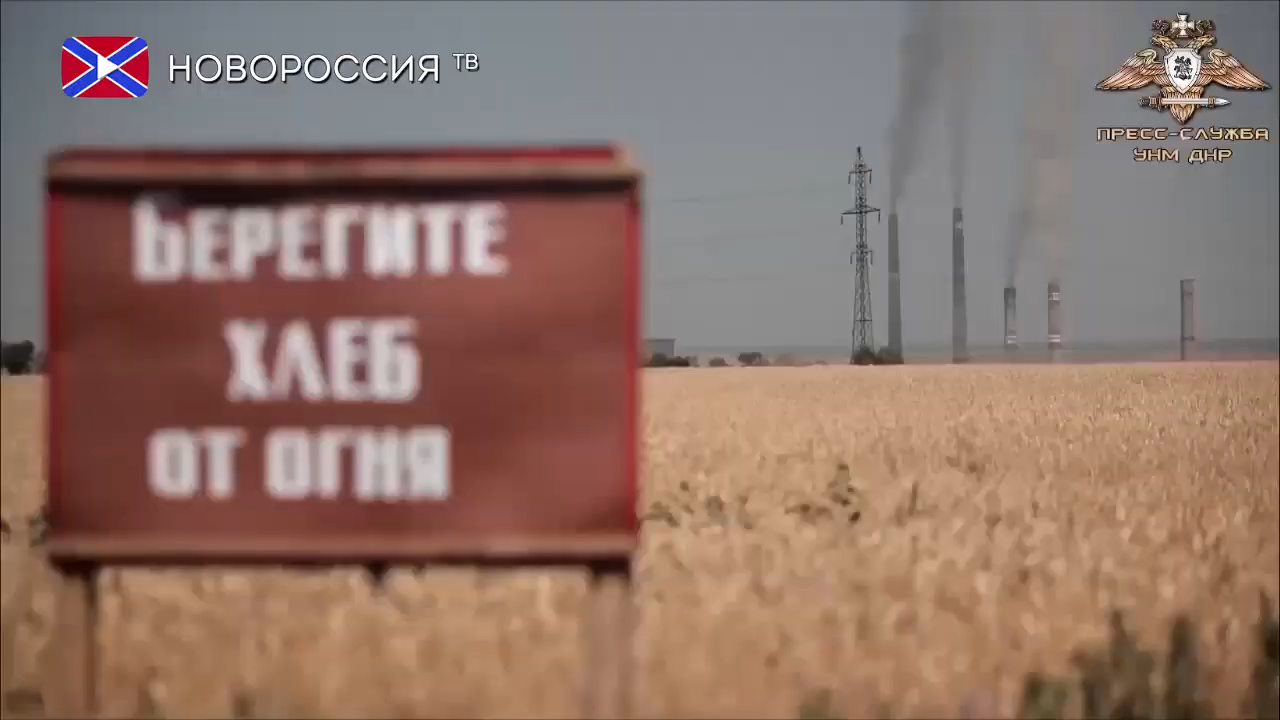 НОВОРОССИЯ ТВ
ПРЕСС-СЛУЖБА
УНМ ДНР
БЕРЕГИТЕ
ХЛЕБ
ОТ ОГНЯ